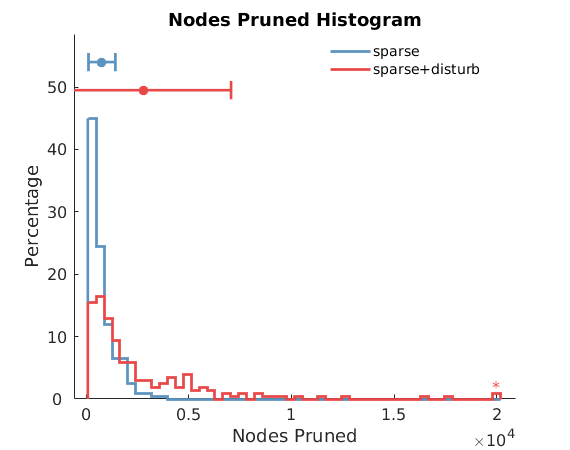 Nodes Pruned Histogram
sparse
sparse+disturb
50
40
30
20
10
0
Percentage
0 0.5 1 1.5 2
Nodes Pruned
×10^4
*